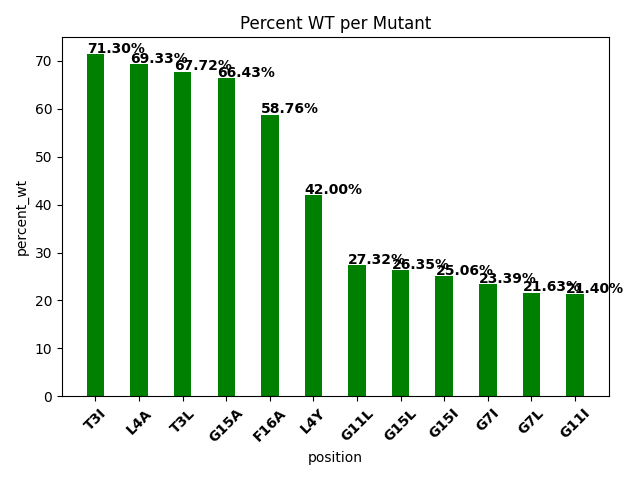 Percent WT per Mutant
percent_wt
70
60
50
40
30
20
10
0
71.30%
69.33%
67.72%
66.43%
58.76%
42.00%
27.32%
26.35%
25.06%
23.39%
21.63%
21.40%
T3I
L4A
T3L
G15A
F16A
L4Y
G11L
G15L
G15I
G7I
G7L
G11I
position